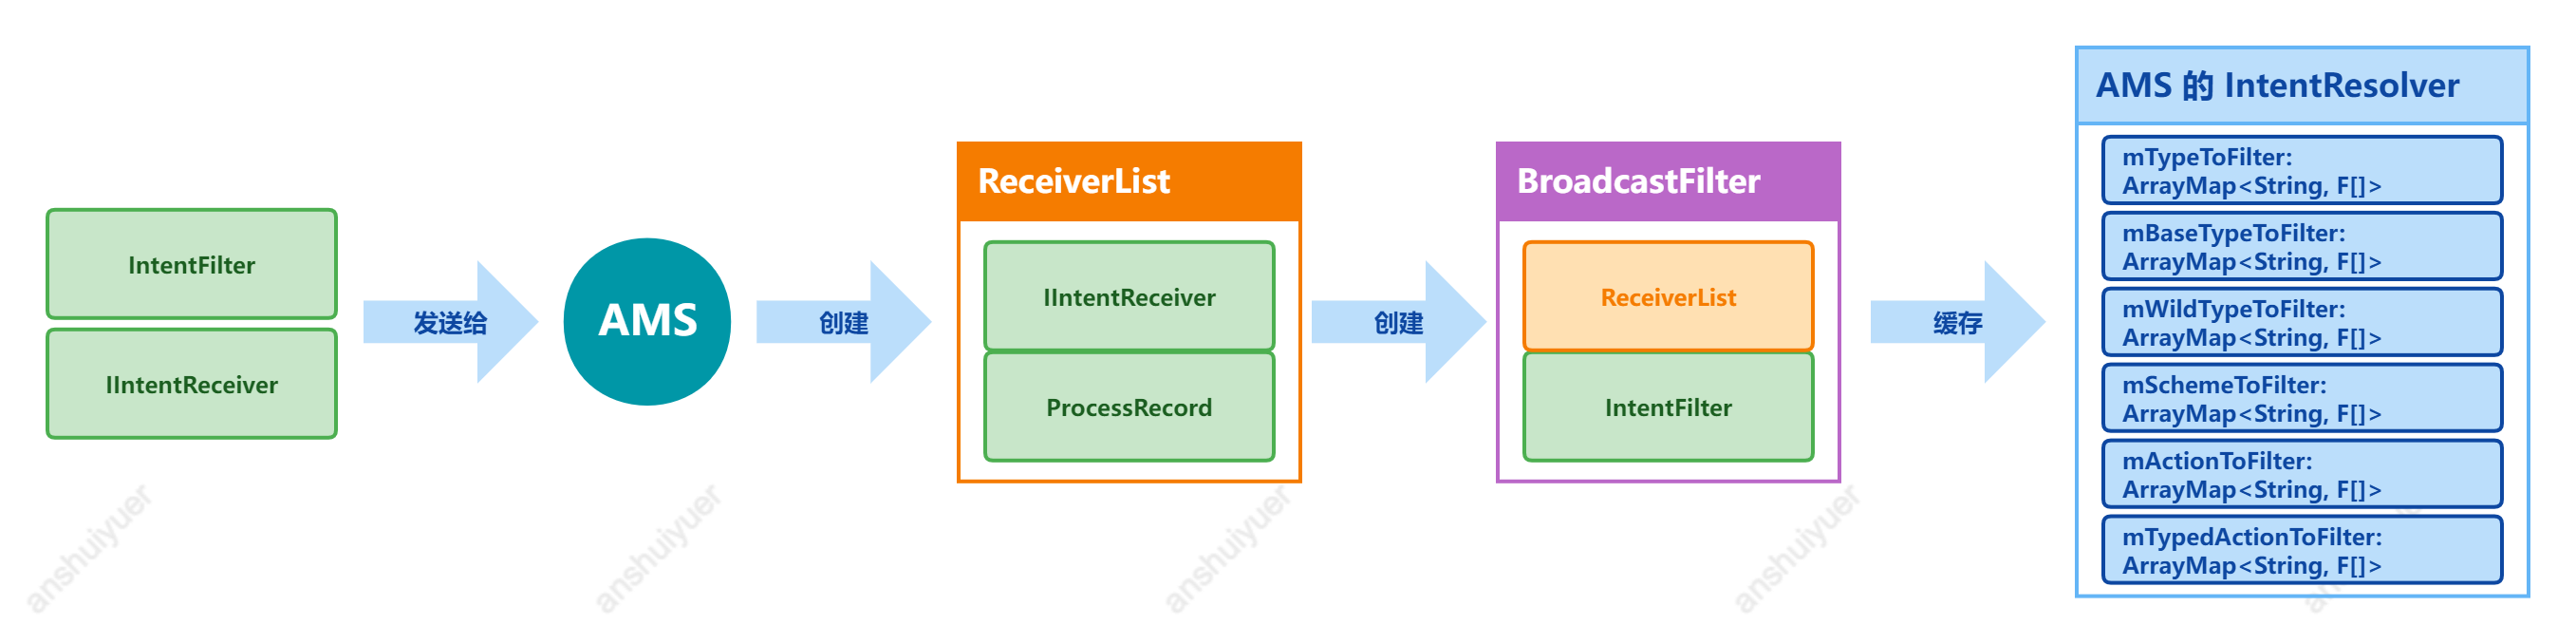 IntentFilter
IIntentReceiver
发送给
AMS
创建
ReceiverList
IIntentReceiver
ProcessRecord
创建
BroadcastFilter
ReceiverList
IntentFilter
缓存
AMS 的 IntentResolver
mTypeToFilter:
ArrayMap<String, F[]>
mBaseTypeToFilter:
ArrayMap<String, F[]>
mWildTypeToFilter:
ArrayMap<String, F[]>
mSchemeToFilter:
ArrayMap<String, F[]>
mActionToFilter:
ArrayMap<String, F[]>
mTypedActionToFilter:
ArrayMap<String, F[]>
anshuiyuer
anshuiyuer
anshuiyuer
anshuiyuer